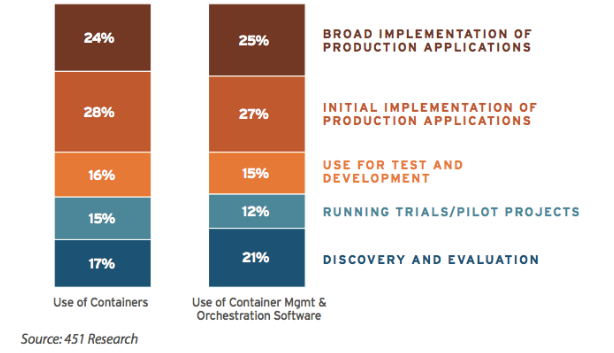 24%
25%
BROAD IMPLEMENTATION OF
PRODUCTION APPLICATIONS
28%
27%
INITIAL IMPLEMENTATION OF
PRODUCTION APPLICATIONS
16%
15%
USE FOR TEST AND
DEVELOPMENT
15%
12%
RUNNING TRIALS/PILOT PROJECTS
17%
21%
DISCOVERY AND EVALUATION
Use of Containers
Use of Container Mgmt &
Orchestration Software
Source: 451 Research